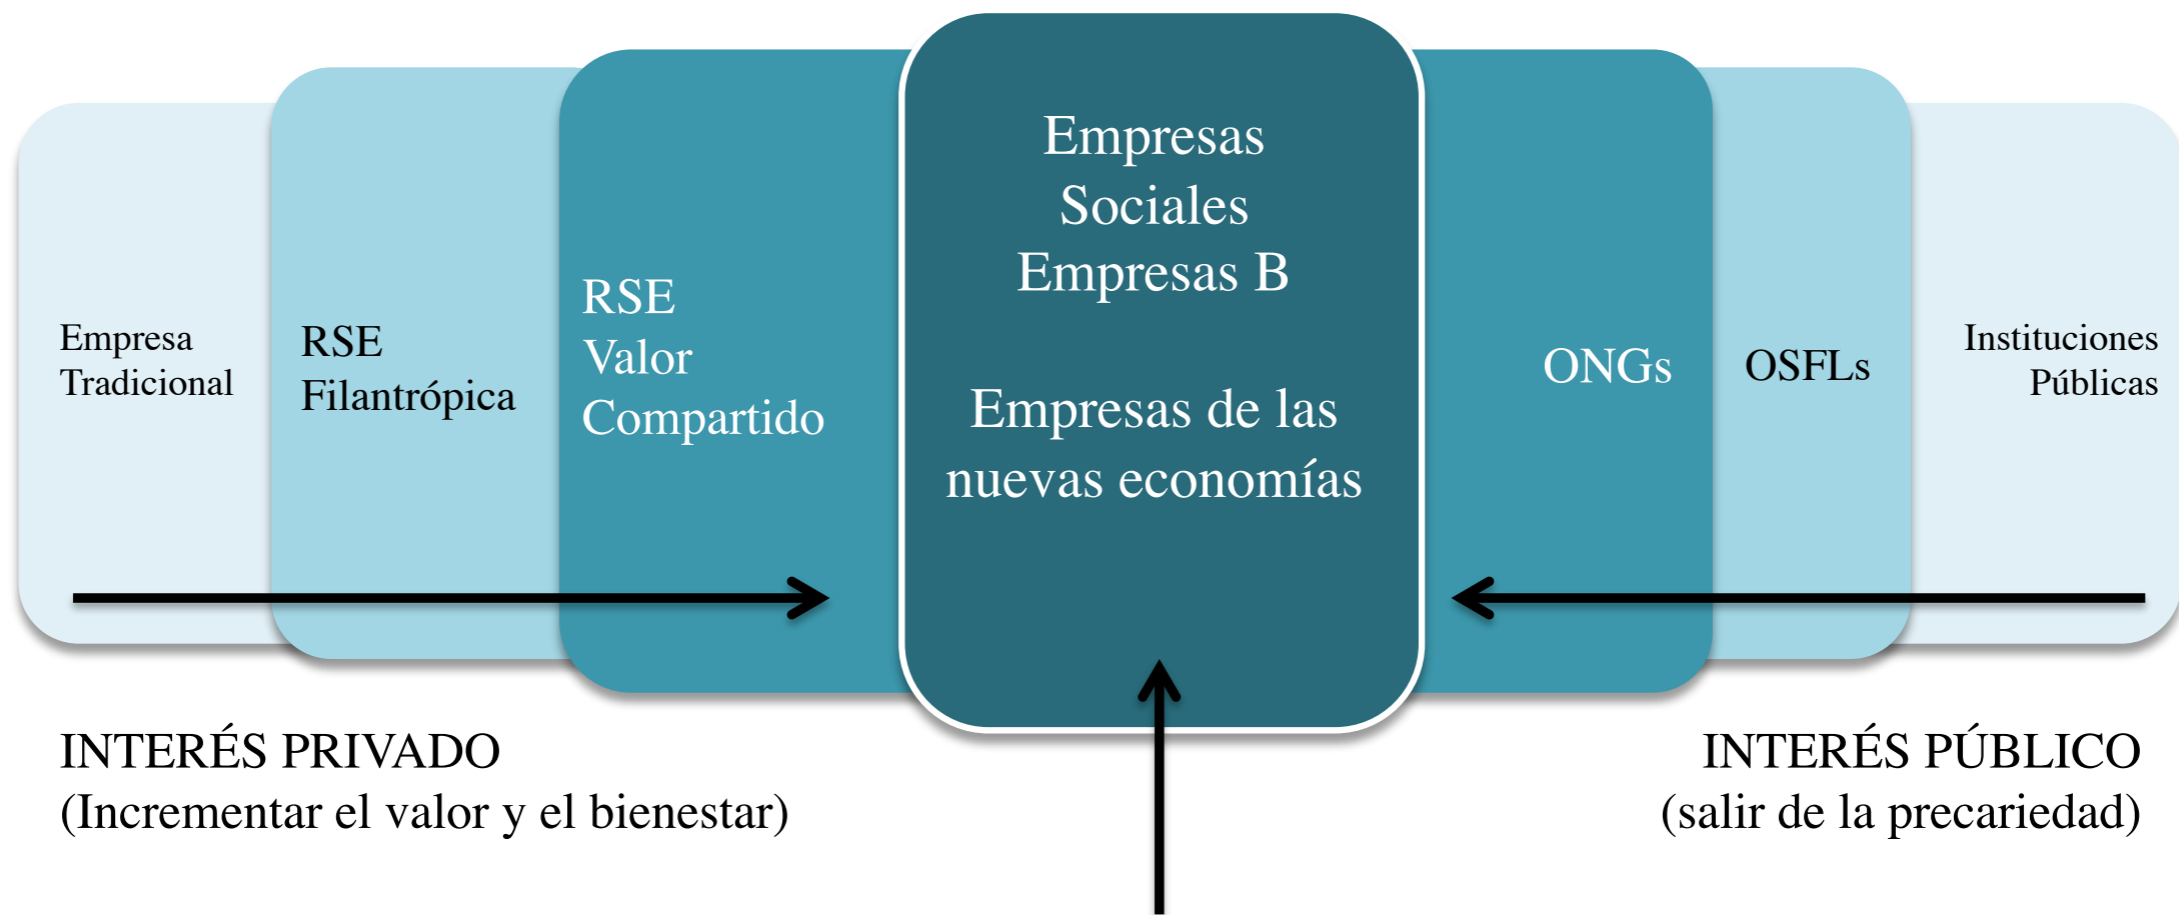 Empresa
Tradicional
RSE
Filantrópica
RSE
Valor
Compartido
Empresas
Sociales
Empresas B
Empresas de las
nuevas economías
ONGs
OSFLs
Instituciones
Públicas
INTERÉS PRIVADO
(Incrementar el valor y el bienestar)
INTERÉS PÚBLICO
(salir de la precariedad)